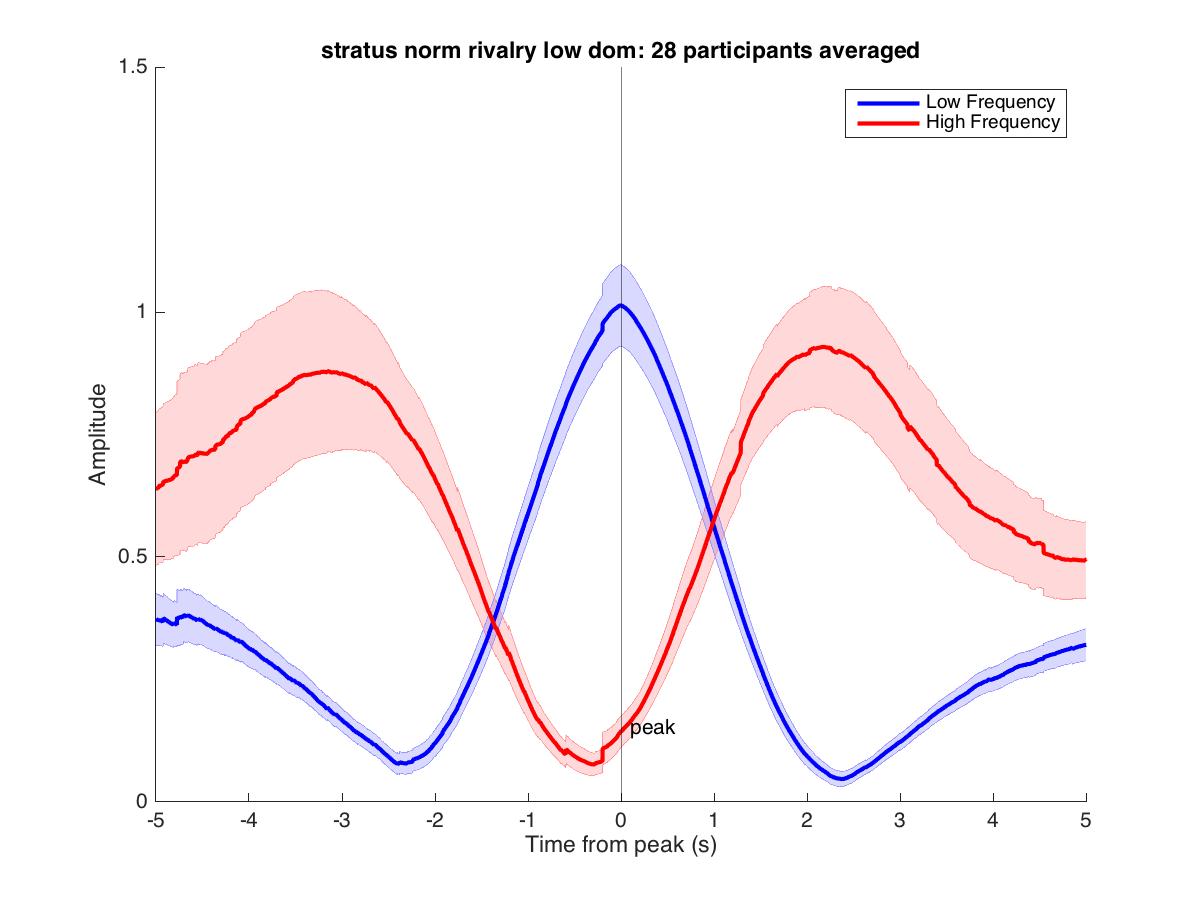 stratus norm rivalry low dom: 28 participants averaged
1.5
Low Frequency
High Frequency
1
Amplitude
0.5
peak
0
-5 -4 -3 -2 -1 0 1 2 3 4 5
Time from peak (s)